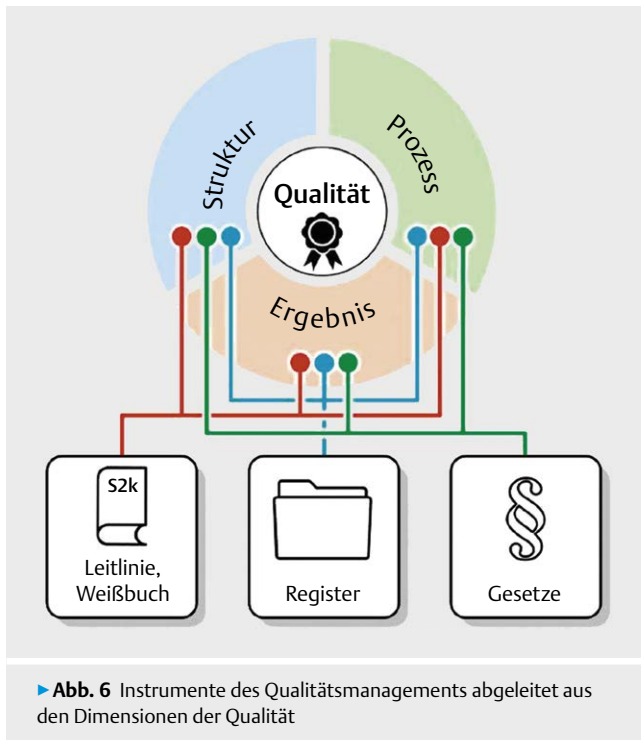 Struktur
Prozess
Qualität
Ergebnis
S2k
Leitlinie,
Weißbuch
Register
Gesetze
►Abb. 6 Instrumente des Qualitätsmanagements abgeleitet aus
den Dimensionen der Qualität